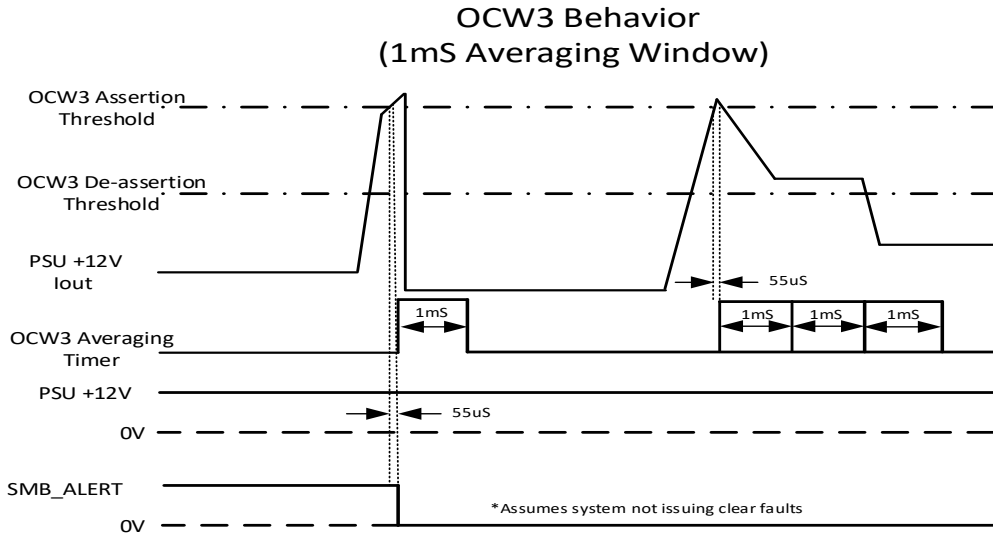 OCW3 Behavior
(1mS Averaging Window)
OCW3 Assertion
Threshold
OCW3 De-assertion
Threshold
PSU +12V
Iout
55uS
1mS
1mS
1mS
1mS
OCW3 Averaging
Timer
PSU +12V
55uS
0V
SMB_ALERT
*Assumes system not issuing clear faults
0V